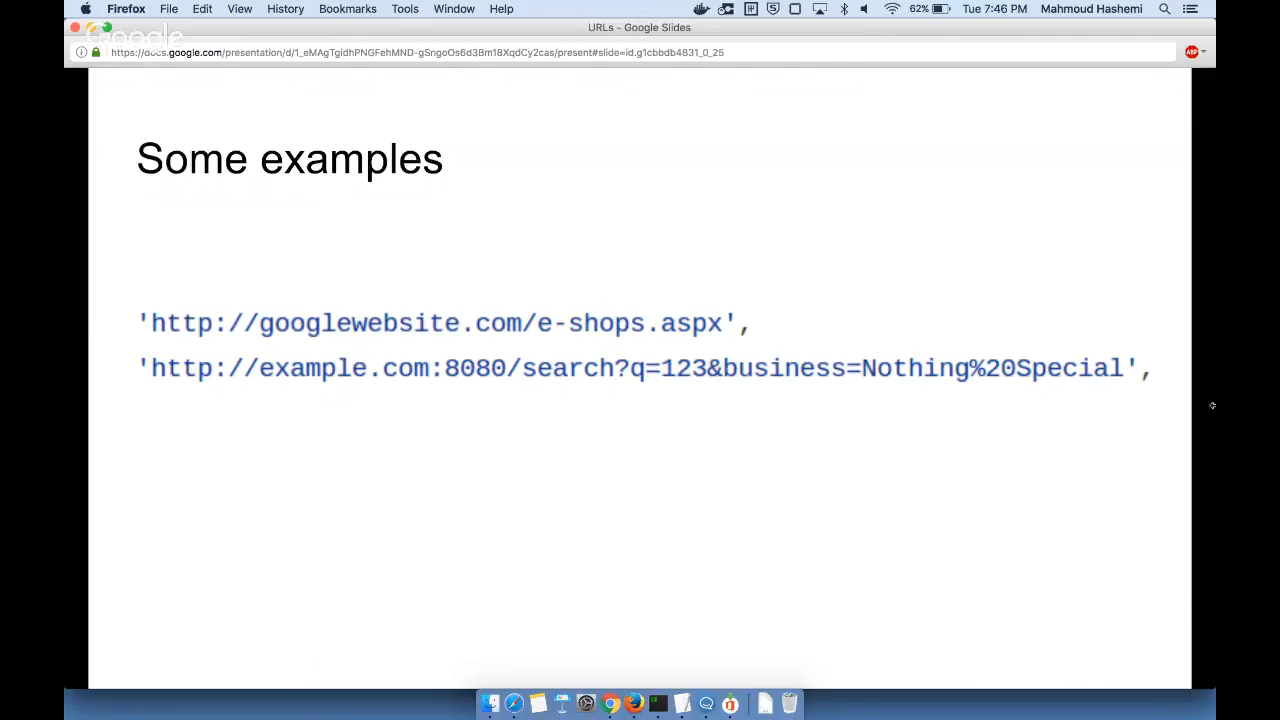 Firefox File Edit View History Bookmarks Tools Window Help 62% Tue 7:46 PM Mahmoud Hashemi
URLs - Google Slides
Google
https://docs.google.com/presentation/d/1_eMAgTgidhPNGFehMND-gSngoOs6d3Bm18XqdCy2cas/present#slide=id.g1cbbdb4831_0_25 ABP
Some examples
'http://googlewebsite.com/e-shops.aspx',
'http://example.com:8080/search?q=123&business=Nothing%20Special',